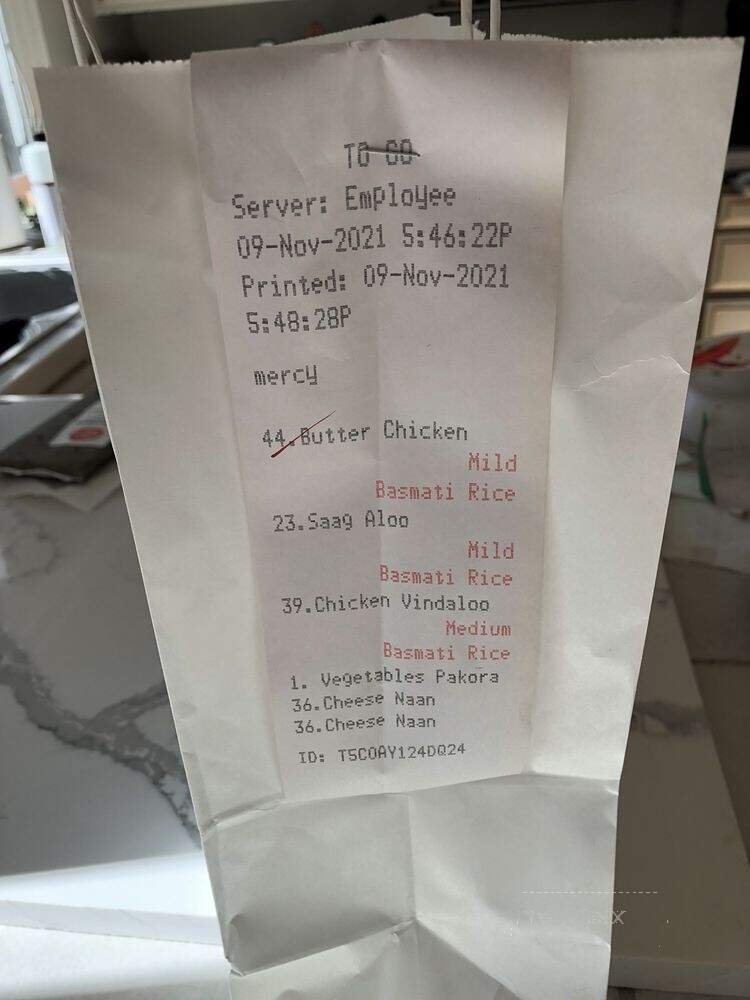 TO GO
Server: Employee
09-Nov-2021 5:46:22P
Printed: 09-Nov-2021
5:48:28P
mercy
44.Butter Chicken
Mild
Basmati Rice
23.Saag Aloo
Mild
Basmati Rice
39.Chicken Vindaloo
Medium
Basmati Rice
1. Vegetables Pakora
36.Cheese Naan
36.Cheese Naan
ID: T5C0AY124DQ24